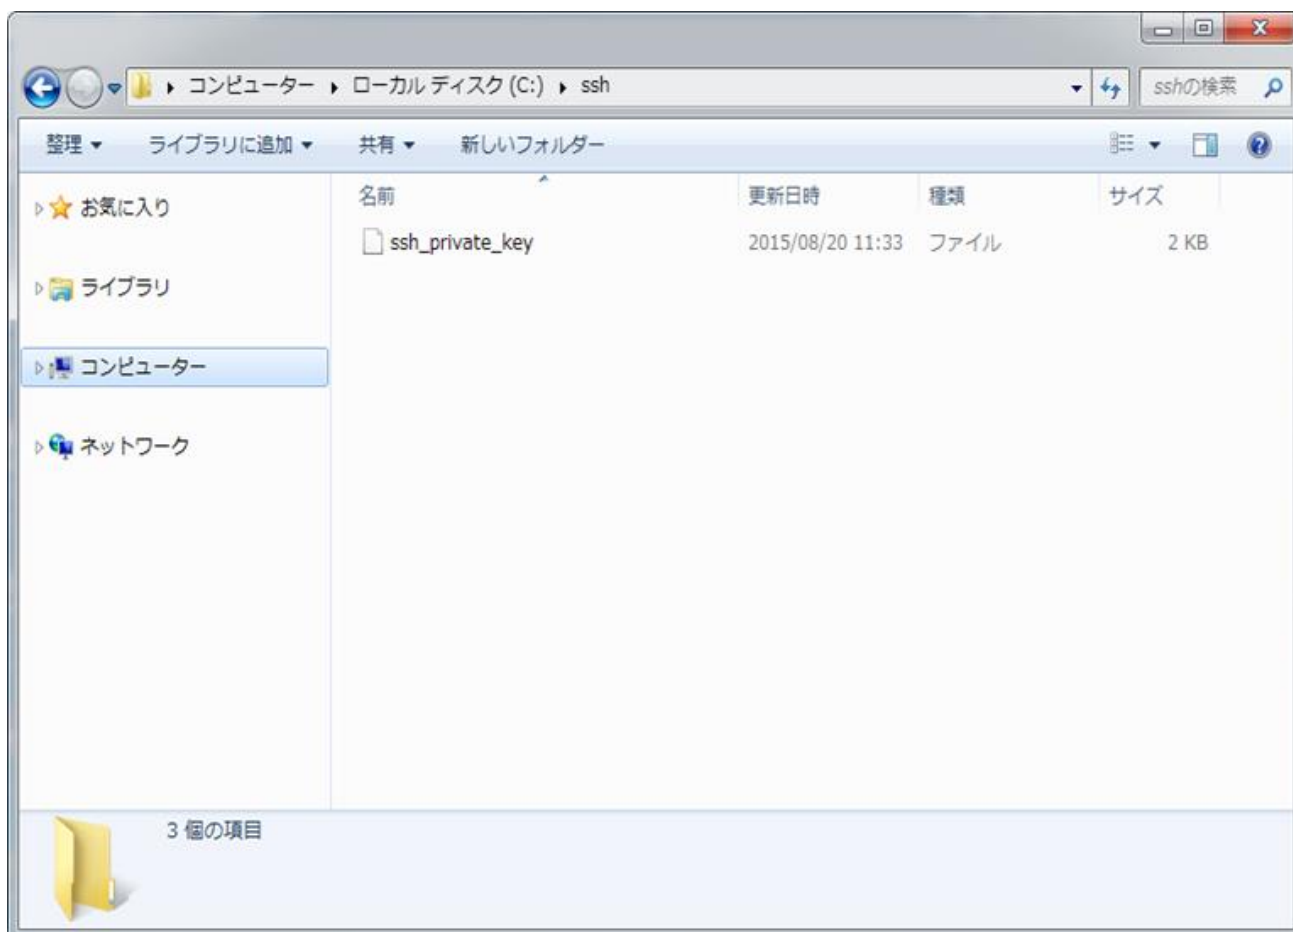 コンピューター ローカル ディスク (C:) ssh
sshの検索
整理 ライブラリに追加 共有 新しいフォルダー
お気に入り
ライブラリ
コンピューター
ネットワーク
名前 更新日時 種類 サイズ
ssh_private_key 2015/08/20 11:33 ファイル 2 KB
3 個の項目